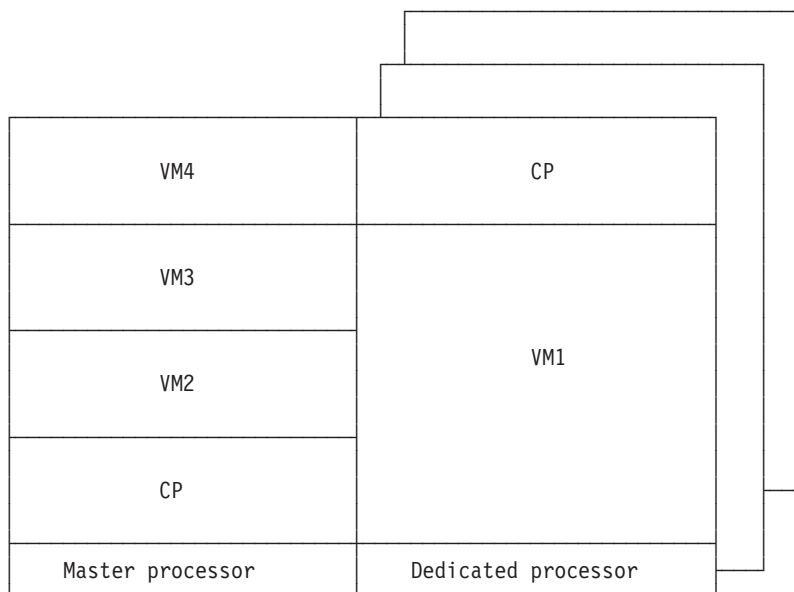 VM4
CP
VM3
VM1
VM2
CP
Master processor
Dedicated processor